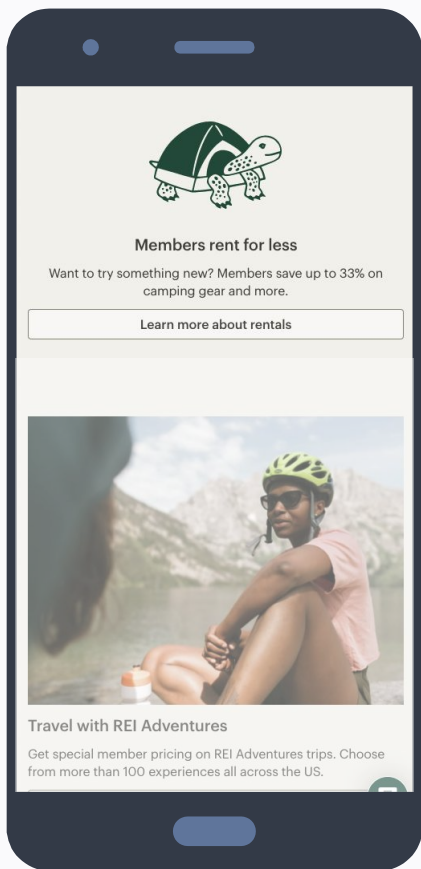 Members rent for less
Want to try something new? Members save up to 33% on
camping gear and more.
Learn more about rentals
Travel with REI Adventures
Get special member pricing on REI Adventures trips. Choose
from more than 100 experiences all across the US.